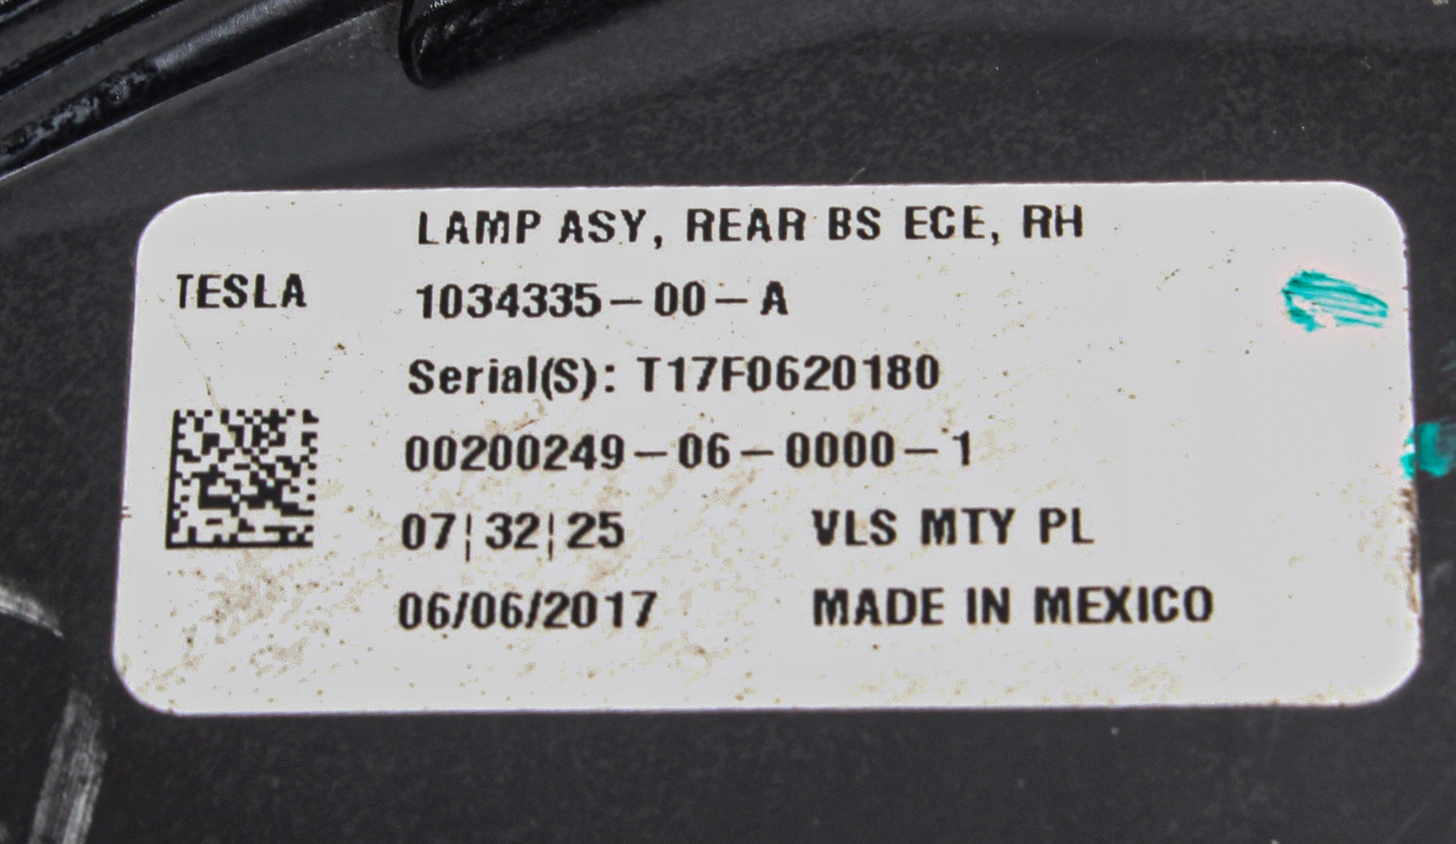 LAMP ASY, REAR BS ECE, RH
TESLA
1034335-00-A
Serial(S): T17F0620180
00200249-06-0000-1
07¦32¦25
VLS MTY PL
06/06/2017
MADE IN MEXICO